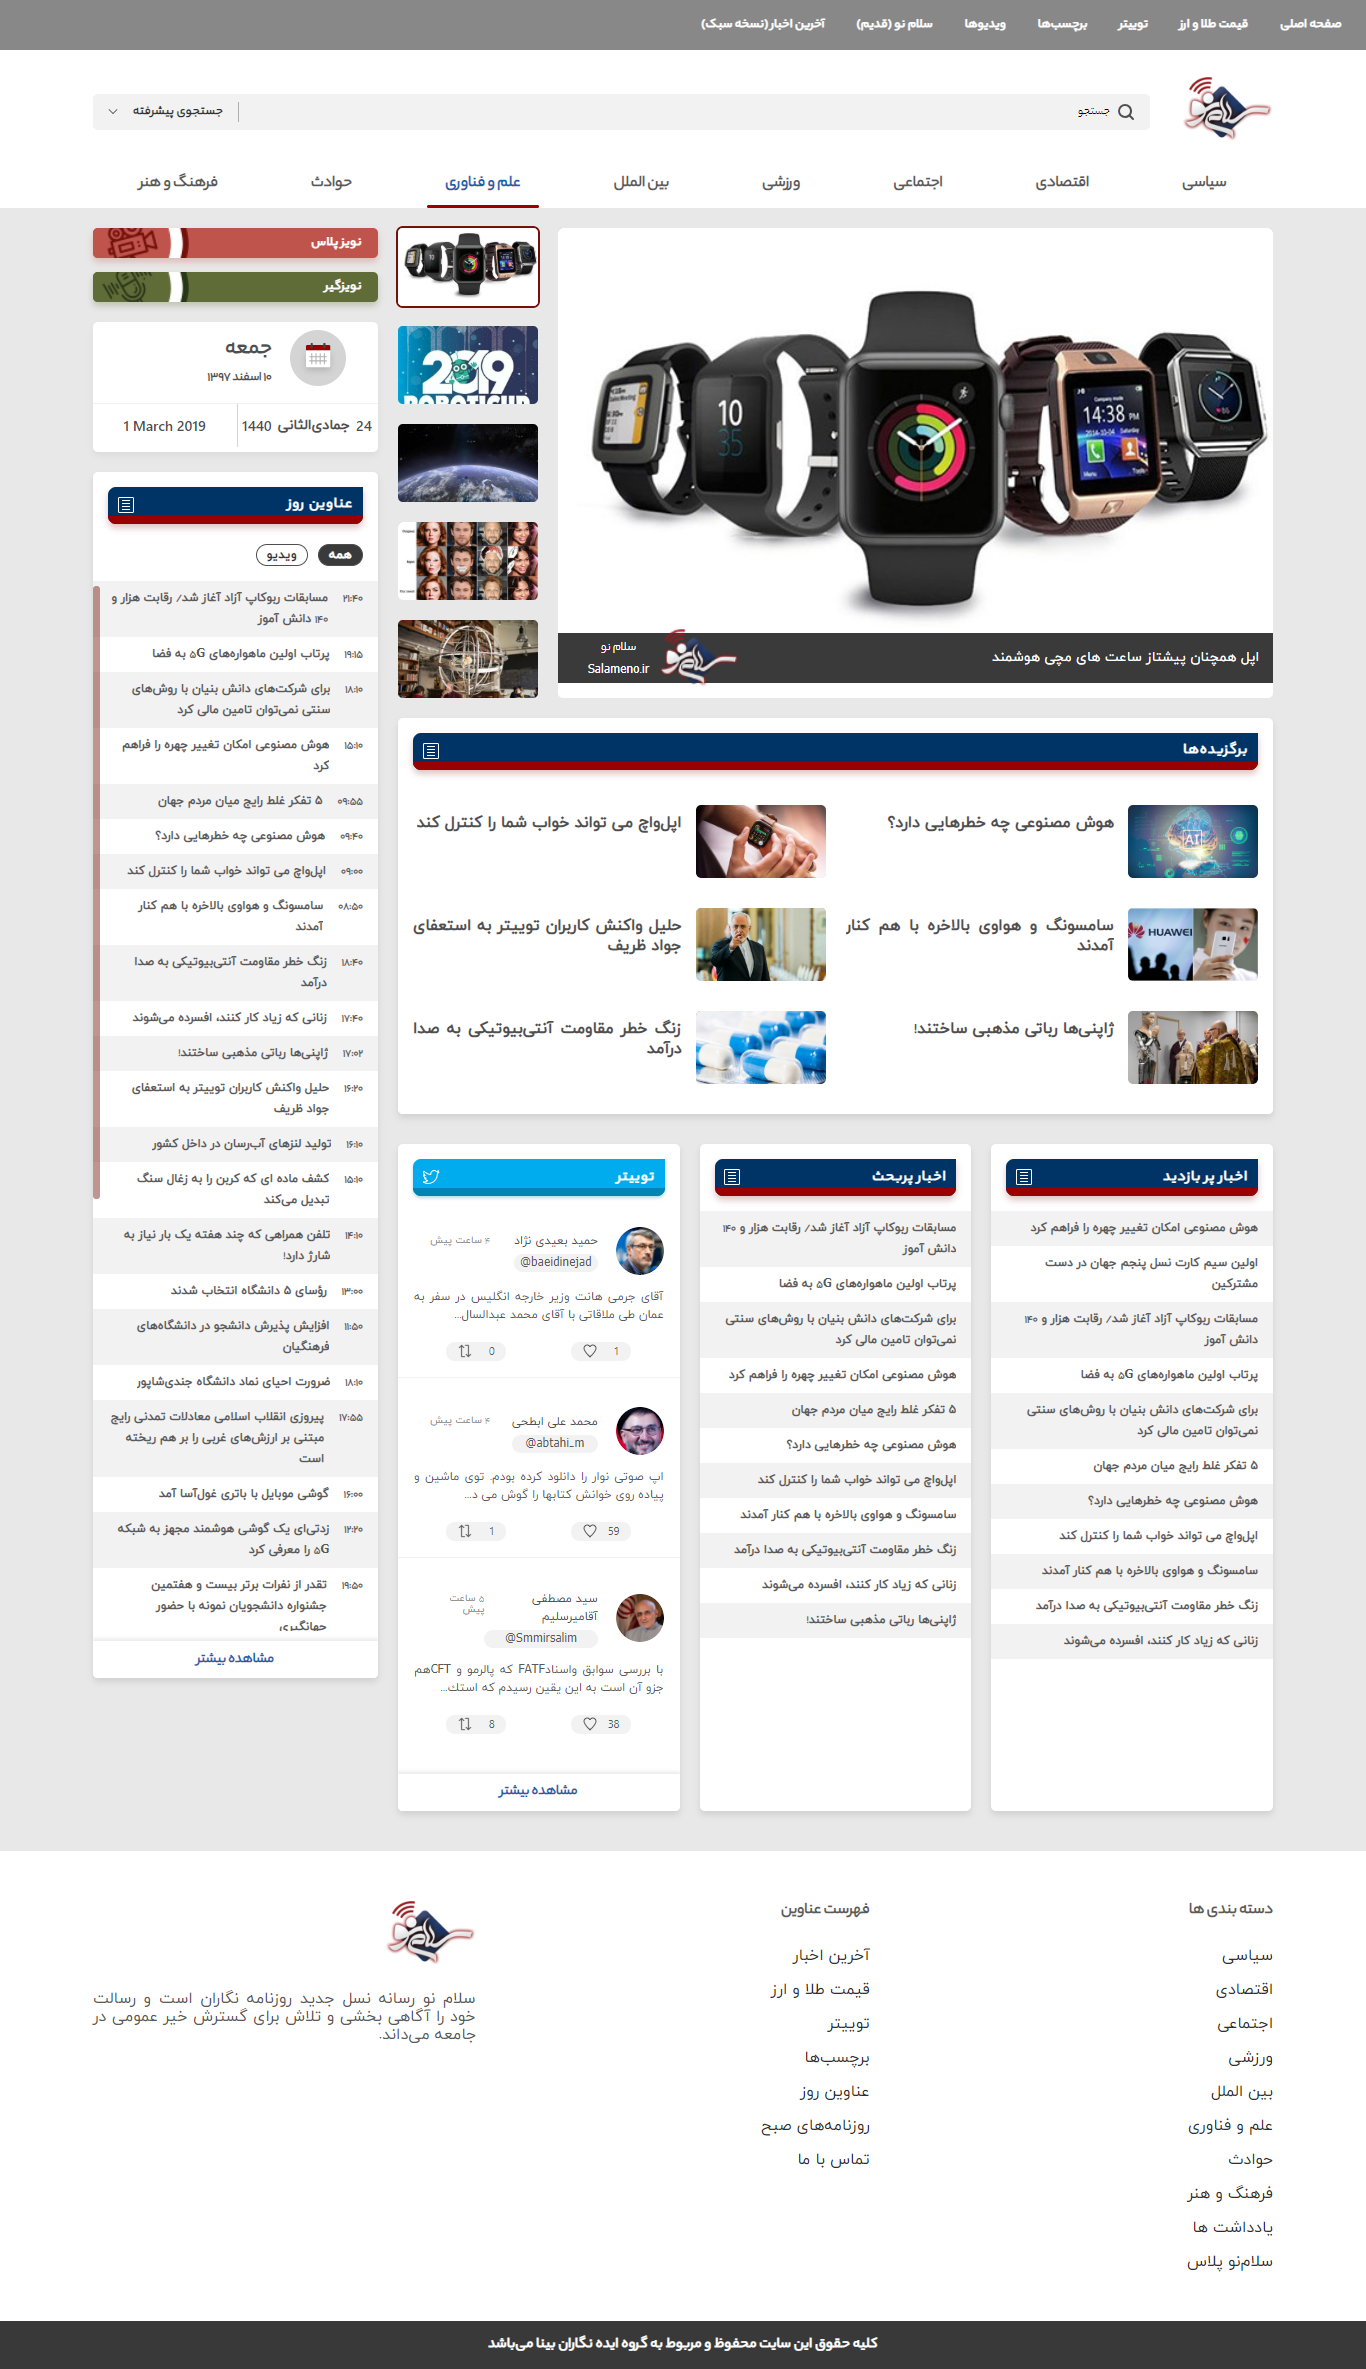 صفحه اصلی
قیمت طلا و ارز
توییتر
برچسب‌ها
ویدیوها
سلام نو (قدیم)
آخرین اخبار (نسخه سبک)
جستجو
جستجوی پیشرفته
سیاسی
اقتصادی
اجتماعی
ورزشی
بین الملل
علم و فناوری
حوادث
فرهنگ و هنر
اپل همچنان پیشتاز ساعت های مچی هوشمند
سلام نو
Salameno.ir
نویز پلاس
نویزگیر
جمعه
۱۰ اسفند ۱۳۹۷
24 جمادی‌الثانی 1440
1 March 2019
برگزیده‌ها
هوش مصنوعی چه خطرهایی دارد؟
اپل‌واچ می تواند خواب شما را کنترل کند
سامسونگ و هواوی بالاخره با هم کنار
آمدند
HUAWEI
حلیل واکنش کاربران توییتر به استعفای
جواد ظریف
ژاپنی‌ها رباتی مذهبی ساختند!
زنگ خطر مقاومت آنتی‌بیوتیکی به صدا
درآمد
اخبار پر بازدید
هوش مصنوعی امکان تغییر چهره را فراهم کرد
اولین سیم کارت نسل پنجم جهان در دست
مشترکین
مسابقات ربوکاپ آزاد آغاز شد/ رقابت هزار و ۱۴۰
دانش آموز
پرتاب اولین ماهواره‌های ۵G به فضا
برای شرکت‌های دانش بنیان با روش‌های سنتی
نمی‌توان تامین مالی کرد
۵ تفکر غلط رایج میان مردم جهان
هوش مصنوعی چه خطرهایی دارد؟
اپل‌واچ می تواند خواب شما را کنترل کند
سامسونگ و هواوی بالاخره با هم کنار آمدند
زنگ خطر مقاومت آنتی‌بیوتیکی به صدا درآمد
زنانی که زیاد کار کنند، افسرده می‌شوند
اخبار پربحث
مسابقات ربوکاپ آزاد آغاز شد/ رقابت هزار و ۱۴۰
دانش آموز
پرتاب اولین ماهواره‌های ۵G به فضا
برای شرکت‌های دانش بنیان با روش‌های سنتی
نمی‌توان تامین مالی کرد
هوش مصنوعی امکان تغییر چهره را فراهم کرد
۵ تفکر غلط رایج میان مردم جهان
هوش مصنوعی چه خطرهایی دارد؟
اپل‌واچ می تواند خواب شما را کنترل کند
سامسونگ و هواوی بالاخره با هم کنار آمدند
زنگ خطر مقاومت آنتی‌بیوتیکی به صدا درآمد
زنانی که زیاد کار کنند، افسرده می‌شوند
ژاپنی‌ها رباتی مذهبی ساختند!
توییتر
حمید بعیدی نژاد
۴ ساعت پیش
@baeidinejad
آقای جرمی هانت وزیر خارجه انگلیس در سفر به
عمان طی ملاقاتی با آقای محمد عبدالسال...
1
0
محمد علی ابطحی
۴ ساعت پیش
@abtahi_m
اپ صوتی نوار را دانلود کرده بودم. توی ماشین و
پیاده روی خوانش کتابها را گوش می د...
59
1
سید مصطفی
آقامیرسلیم
۵ ساعت
پیش
@Smmirsalim
با بررسی سوابق واسنادFATF که پالرمو و CFTهم
جزو آن است به این یقین رسیدم که استك...
38
8
مشاهده بیشتر
عناوین روز
همه
ویدیو
۲۱:۴۰ مسابقات ربوکاپ آزاد آغاز شد/ رقابت هزار و
۱۴۰ دانش آموز
۱۹:۱۵ پرتاب اولین ماهواره‌های ۵G به فضا
۱۸:۱۰ برای شرکت‌های دانش بنیان با روش‌های
سنتی نمی‌توان تامین مالی کرد
۱۵:۱۰ هوش مصنوعی امکان تغییر چهره را فراهم
کرد
۰۹:۵۵ ۵ تفکر غلط رایج میان مردم جهان
۰۹:۴۰ هوش مصنوعی چه خطرهایی دارد؟
۰۹:۰۰ اپل‌واچ می تواند خواب شما را کنترل کند
۰۸:۵۰ سامسونگ و هواوی بالاخره با هم کنار
آمدند
۱۸:۴۰ زنگ خطر مقاومت آنتی‌بیوتیکی به صدا
درآمد
۱۷:۴۰ زنانی که زیاد کار کنند، افسرده می‌شوند
۱۷:۰۲ ژاپنی‌ها رباتی مذهبی ساختند!
۱۶:۲۰ حلیل واکنش کاربران توییتر به استعفای
جواد ظریف
۱۶:۱۰ تولید لنزهای آب‌رسان در داخل کشور
۱۵:۱۰ کشف ماده ای که کربن را به زغال سنگ
تبدیل می‌کند
۱۴:۱۰ تلفن همراهی که چند هفته یک بار نیاز به
شارژ دارد!
۱۳:۰۰ رؤسای ۵ دانشگاه انتخاب شدند
۱۱:۵۰ افزایش پذیرش دانشجو در دانشگاه‌های
فرهنگیان
۱۸:۱۰ ضرورت احیای نماد دانشگاه جندی‌شاپور
۱۷:۵۵ پیروزی انقلاب اسلامی معادلات تمدنی رایج
مبتنی بر ارزش‌های غربی را بر هم ریخته
است
۱۶:۰۰ گوشی موبایل با باتری غول‌آسا آمد
۱۲:۲۰ زدتی‌ای یک گوشی هوشمند مجهز به شبکه
۵G را معرفی کرد
۱۹:۵۰ تقدر از نفرات برتر بیست و هفتمین
جشنواره دانشجویان نمونه با حضور
جهانگیری
مشاهده بیشتر
دسته بندی ها
سیاسی
اقتصادی
اجتماعی
ورزشی
بین الملل
علم و فناوری
حوادث
فرهنگ و هنر
یادداشت ها
سلام‌نو پلاس
فهرست عناوین
آخرین اخبار
قیمت طلا و ارز
توییتر
برچسب‌ها
عناوین روز
روزنامه‌های صبح
تماس با ما
سلام نو رسانه نسل جدید روزنامه نگاران است و رسالت
خود را آگاهی بخشی و تلاش برای گسترش خیر عمومی در
جامعه می‌داند.
کلیه حقوق این سایت محفوظ و مربوط به گروه ایده نگاران بینا می‌باشد